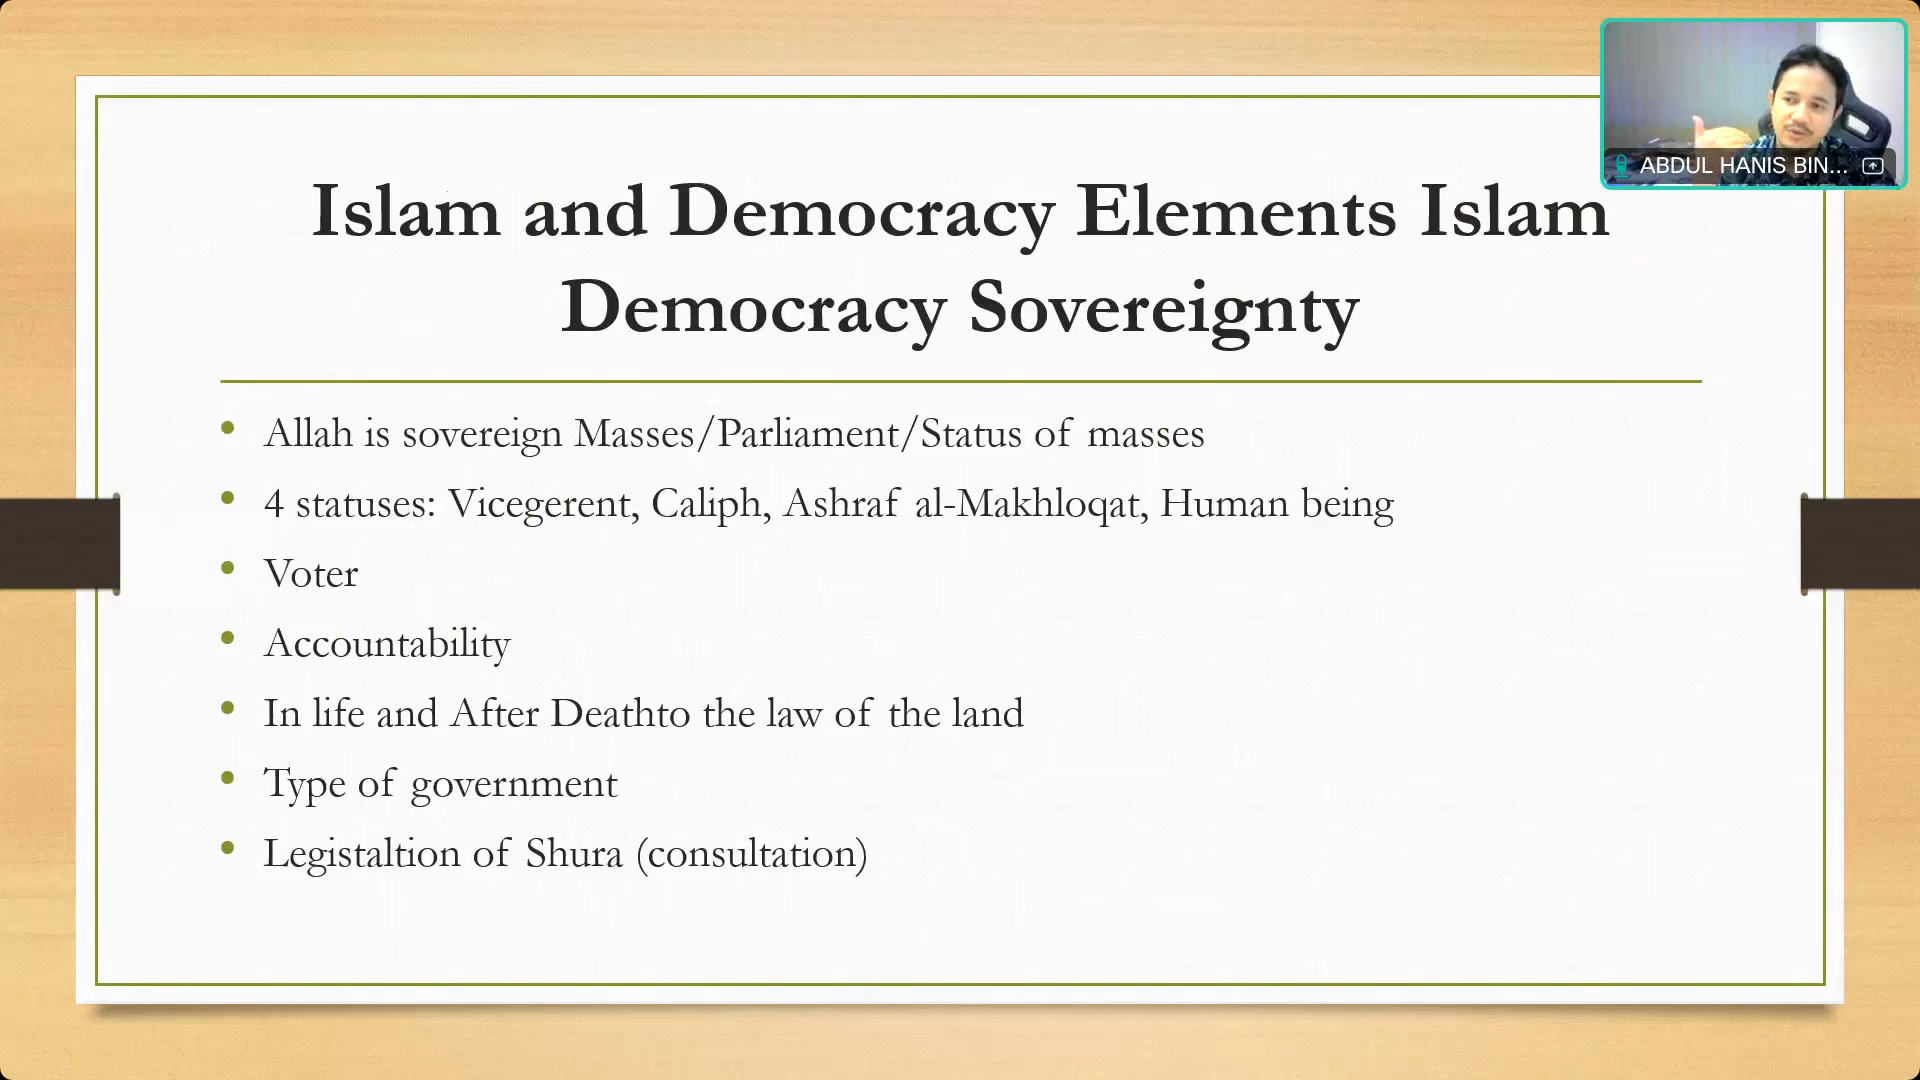 ABDUL HANIS BIN...
Islam and Democracy Elements Islam
Democracy Sovereignty
• Allah is sovereign Masses/Parliament/Status of masses
• 4 statuses: Vicegerent, Caliph, Ashraf al-Makhloqat, Human being
• Voter
• Accountability
• In life and After Deathto the law of the land
• Type of government
• Legistaltion of Shura (consultation)